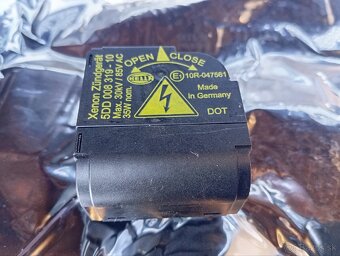 OPEN CLOSE
HELLA
E1 10R-047561
Made
in Germany
DOT
Xenon Zündgerät
5DD 008 319 - 10
Max. 30kV / 85V AC
35W nom.